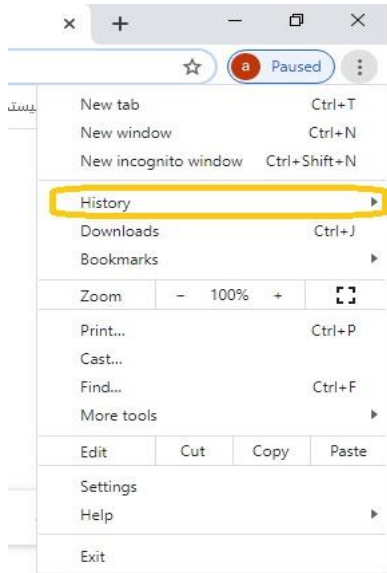 a Paused
New tab Ctrl+T
New window Ctrl+N
New incognito window Ctrl+Shift+N
History
Downloads Ctrl+J
Bookmarks
Zoom - 100% +
Print... Ctrl+P
Cast...
Find... Ctrl+F
More tools
Edit Cut Copy Paste
Settings
Help
Exit